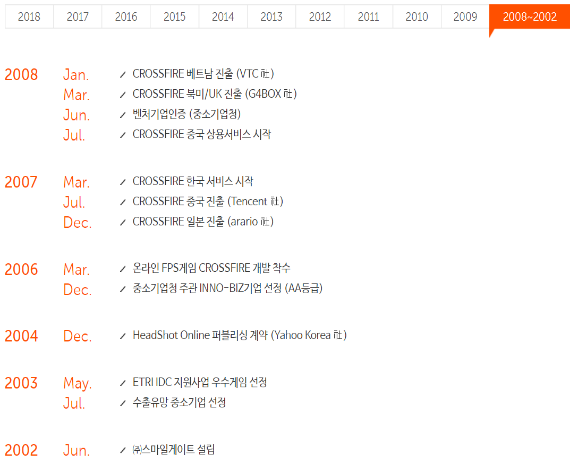 2018 2017 2016 2015 2014 2013 2012 2011 2010 2009 2008~2002
2008 Jan. CROSSFIRE 베트남 진출 (VTC 社)
Mar. CROSSFIRE 북미/UK 진출 (G4BOX 社)
Jun. 벤처기업인증 (중소기업청)
Jul. CROSSFIRE 중국 상용서비스 시작
2007 Mar. CROSSFIRE 한국 서비스 시작
Jul. CROSSFIRE 중국 진출 (Tencent 社)
Dec. CROSSFIRE 일본 진출 (arario 社)
2006 Mar. 온라인 FPS게임 CROSSFIRE 개발 착수
Dec. 중소기업청 주관 INNO-BIZ기업 선정 (AA등급)
2004 Dec. HeadShot Online 퍼블리싱 계약 (Yahoo Korea 社)
2003 May. ETRI IDC 지원사업 우수게임 선정
Jul. 수출유망 중소기업 선정
2002 Jun. ㈜스마일게이트 설립